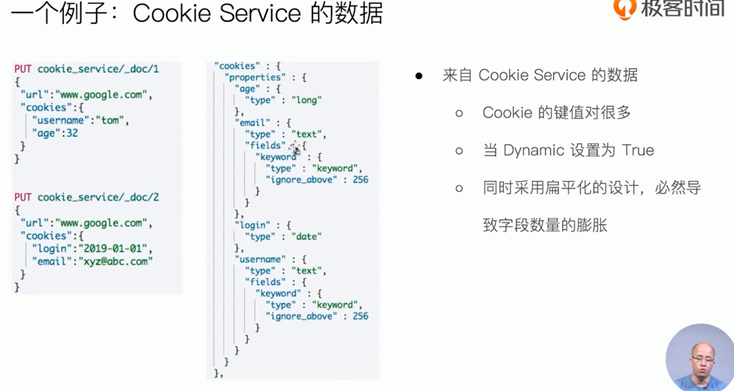 一个例子：Cookie Service 的数据
极客时间
PUT cookie_service/_doc/1
{
"url":"www.google.com",
"cookies":{
"username":"tom",
"age":32
}
}
PUT cookie_service/_doc/2
{
"url":"www.google.com",
"cookies":{
"login":"2019-01-01",
"email":"xyz@abc.com"
}
}
"cookies" : {
"properties" : {
"age" : {
"type" : "long"
},
"email" : {
"type" : "text",
"fields" : {
"keyword" : {
"type" : "keyword",
"ignore_above" : 256
}
}
},
"login" : {
"type" : "date"
},
"username" : {
"type" : "text",
"fields" : {
"keyword" : {
"type" : "keyword",
"ignore_above" : 256
}
}
}
}
},
● 来自 Cookie Service 的数据
○ Cookie 的键值对很多
○ 当 Dynamic 设置为 True
○ 同时采用扁平化的设计，必然导
致字段数量的膨胀